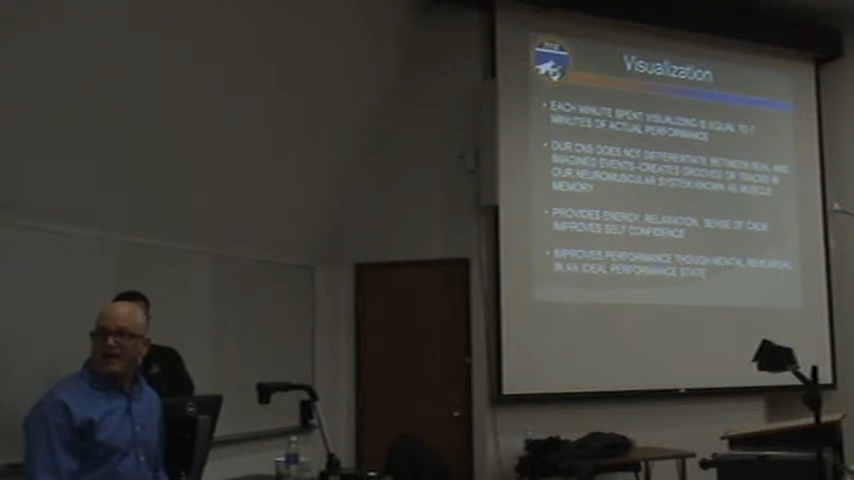 Visualization
• EACH MINUTE SPENT VISUALIZING IS EQUAL TO 7
MINUTES OF ACTUAL PERFORMANCE
• OUR CNS DOES NOT DIFFERENTIATE BETWEEN REAL AND
IMAGINED EVENTS-CREATES GROOVES OR TRACKS IN
OUR NEUROMUSCULAR SYSTEM KNOWN AS MUSCLE
MEMORY
• PROVIDES ENERGY, RELAXATION, SENSE OF CALM
IMPROVES SELF CONFIDENCE
• IMPROVES PERFORMANCE THOUGH MENTAL REHEARSAL
IN AN IDEAL PERFORMANCE STATE